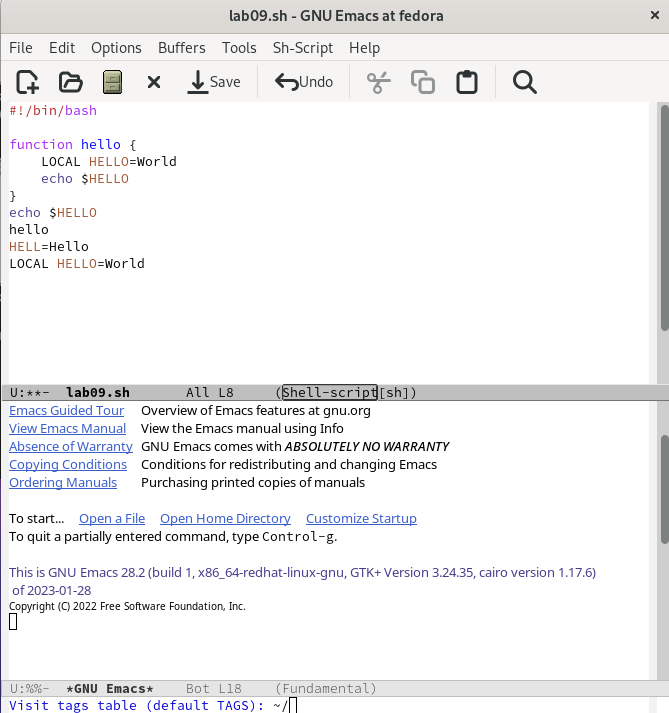 lab09.sh - GNU Emacs at fedora
File Edit Options Buffers Tools Sh-Script Help
Save Undo
#!/bin/bash
function hello {
    LOCAL HELLO=World
    echo $HELLO
}
echo $HELLO
hello
HELL=Hello
LOCAL HELLO=World
U:**- lab09.sh All L8 (Shell-script[sh])
Emacs Guided Tour Overview of Emacs features at gnu.org
View Emacs Manual View the Emacs manual using Info
Absence of Warranty GNU Emacs comes with ABSOLUTELY NO WARRANTY
Copying Conditions Conditions for redistributing and changing Emacs
Ordering Manuals Purchasing printed copies of manuals
To start... Open a File Open Home Directory Customize Startup
To quit a partially entered command, type Control-g.
This is GNU Emacs 28.2 (build 1, x86_64-redhat-linux-gnu, GTK+ Version 3.24.35, cairo version 1.17.6)
of 2023-01-28
Copyright (C) 2022 Free Software Foundation, Inc.
U:%%- *GNU Emacs* Bot L18 (Fundamental)
Visit tags table (default TAGS): ~/